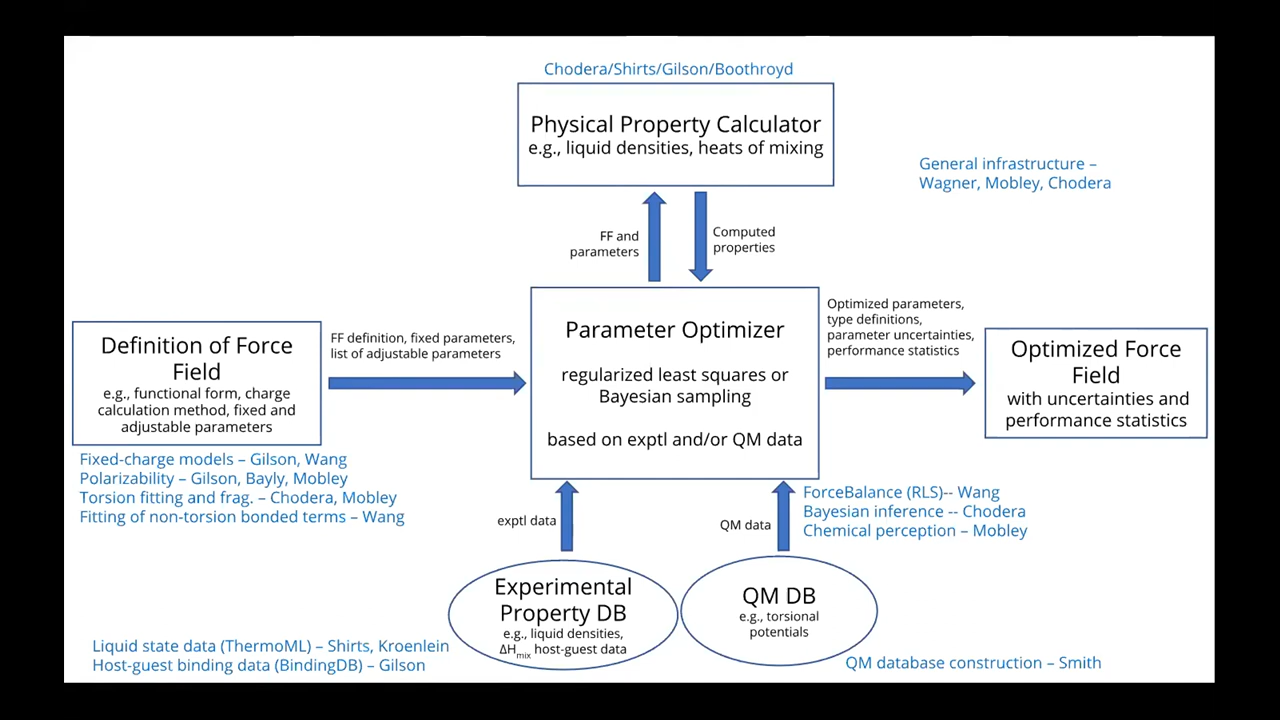 Chodera/Shirts/Gilson/Boothroyd
Physical Property Calculator
e.g., liquid densities, heats of mixing
General infrastructure –
Wagner, Mobley, Chodera
FF and
parameters
Computed
properties
Definition of Force
Field
e.g., functional form, charge
calculation method, fixed and
adjustable parameters
FF definition, fixed parameters,
list of adjustable parameters
Parameter Optimizer
regularized least squares or
Bayesian sampling
based on exptl and/or QM data
Optimized parameters,
type definitions,
parameter uncertainties,
performance statistics
Optimized Force
Field
with uncertainties and
performance statistics
Fixed-charge models – Gilson, Wang
Polarizability – Gilson, Bayly, Mobley
Torsion fitting and frag. – Chodera, Mobley
Fitting of non-torsion bonded terms – Wang
exptl data
QM data
ForceBalance (RLS)-- Wang
Bayesian inference -- Chodera
Chemical perception – Mobley
Experimental
Property DB
e.g., liquid densities,
ΔHmix host-guest data
QM DB
e.g., torsional
potentials
Liquid state data (ThermoML) – Shirts, Kroenlein
Host-guest binding data (BindingDB) – Gilson
QM database construction – Smith